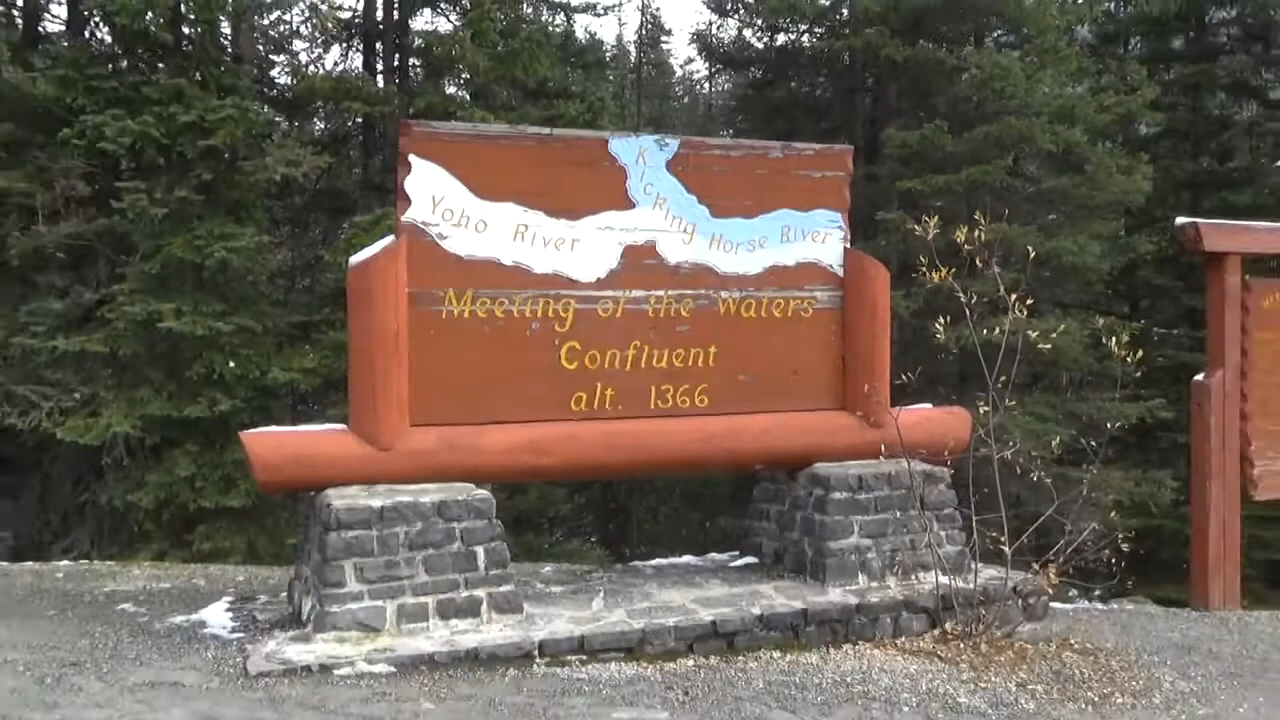 Yoho River
Kicking Horse River
Meeting of the Waters
Confluent
alt. 1366